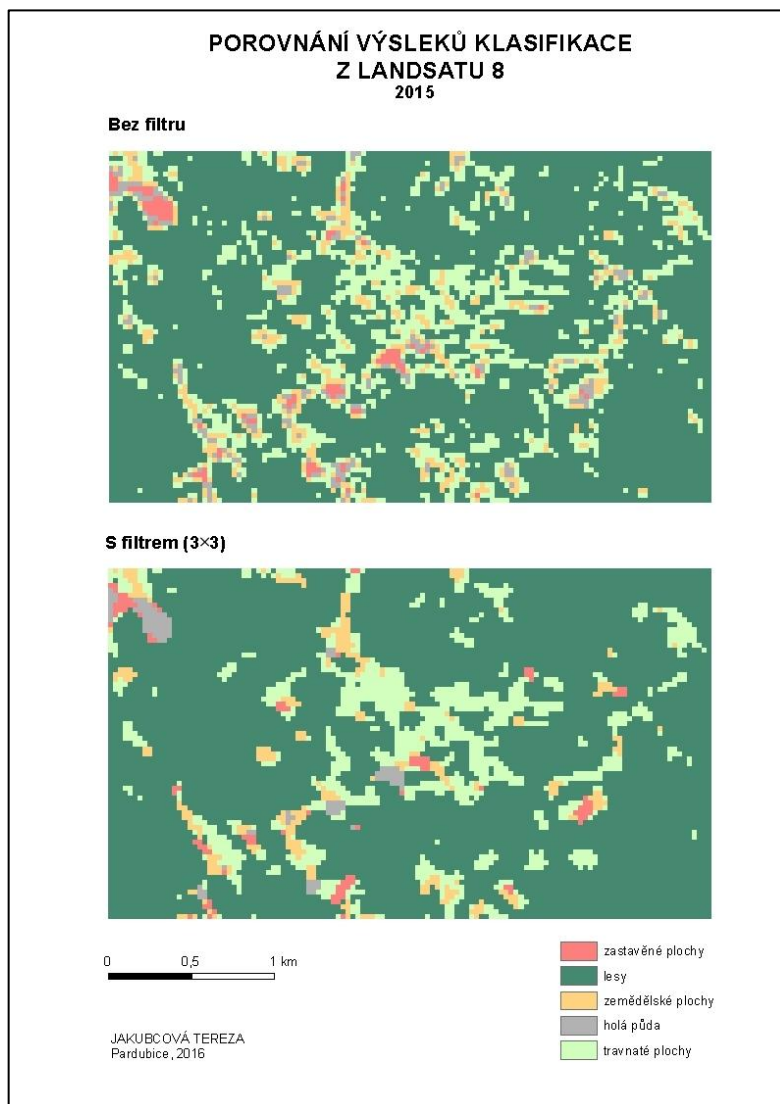 POROVNÁNÍ VÝSLEKŮ KLASIFIKACE
Z LANDSATU 8
2015
Bez filtru
S filtrem (3×3)
0 0,5 1 km
zastavěné plochy
lesy
zemědělské plochy
holá půda
travnaté plochy
JAKUBCOVÁ TEREZA
Pardubice, 2016